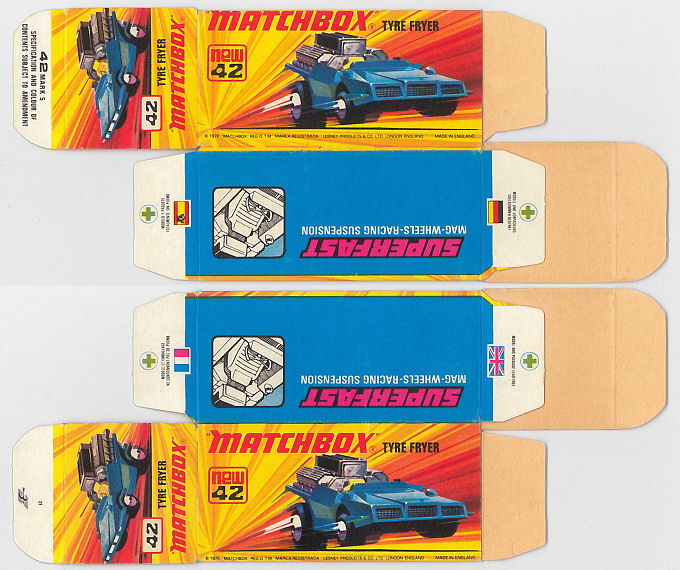 42 MARK 5
SPECIFICATION AND COLOUR OF
CONTENTS SUBJECT TO AMENDMENT
42
TYRE FRYER
MATCHBOX
"MATCHBOX"
TYRE FRYER
new
42
© 1972 MATCHBOX REG'D T.M. MARCA REGISTRADA LESNEY PRODUCTS & CO. LTD. LONDON ENGLAND MADE IN ENGLAND
SUPERFAST
MAG-WHEELS-RACING SUSPENSION
SUPERFAST
MAG-WHEELS-RACING SUSPENSION
31
42
TYRE FRYER
MATCHBOX
"MATCHBOX"
TYRE FRYER
new
42
© 1972 MATCHBOX REG'D T.M. MARCA REGISTRADA LESNEY PRODUCTS & CO. LTD. LONDON ENGLAND MADE IN ENGLAND